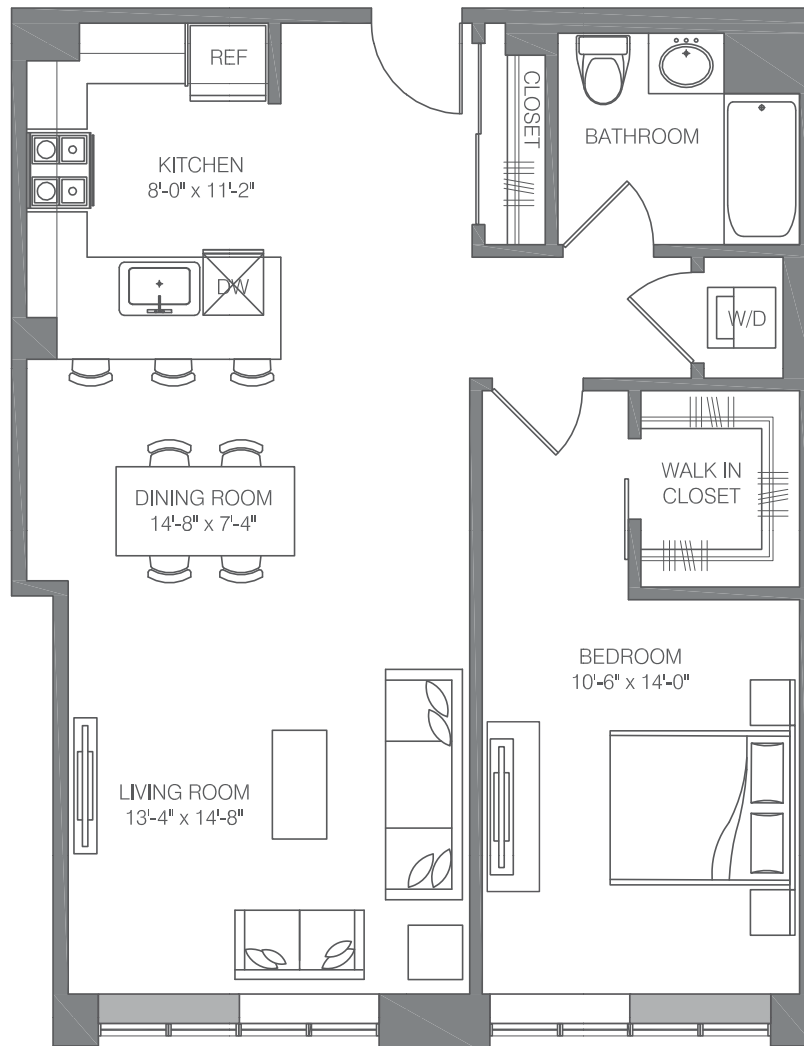 REF
CLOSET
BATHROOM
KITCHEN
8'-0" x 11'-2"
DW
W/D
WALK IN
CLOSET
DINING ROOM
14'-8" x 7'-4"
BEDROOM
10'-6" x 14'-0"
LIVING ROOM
13'-4" x 14'-8"